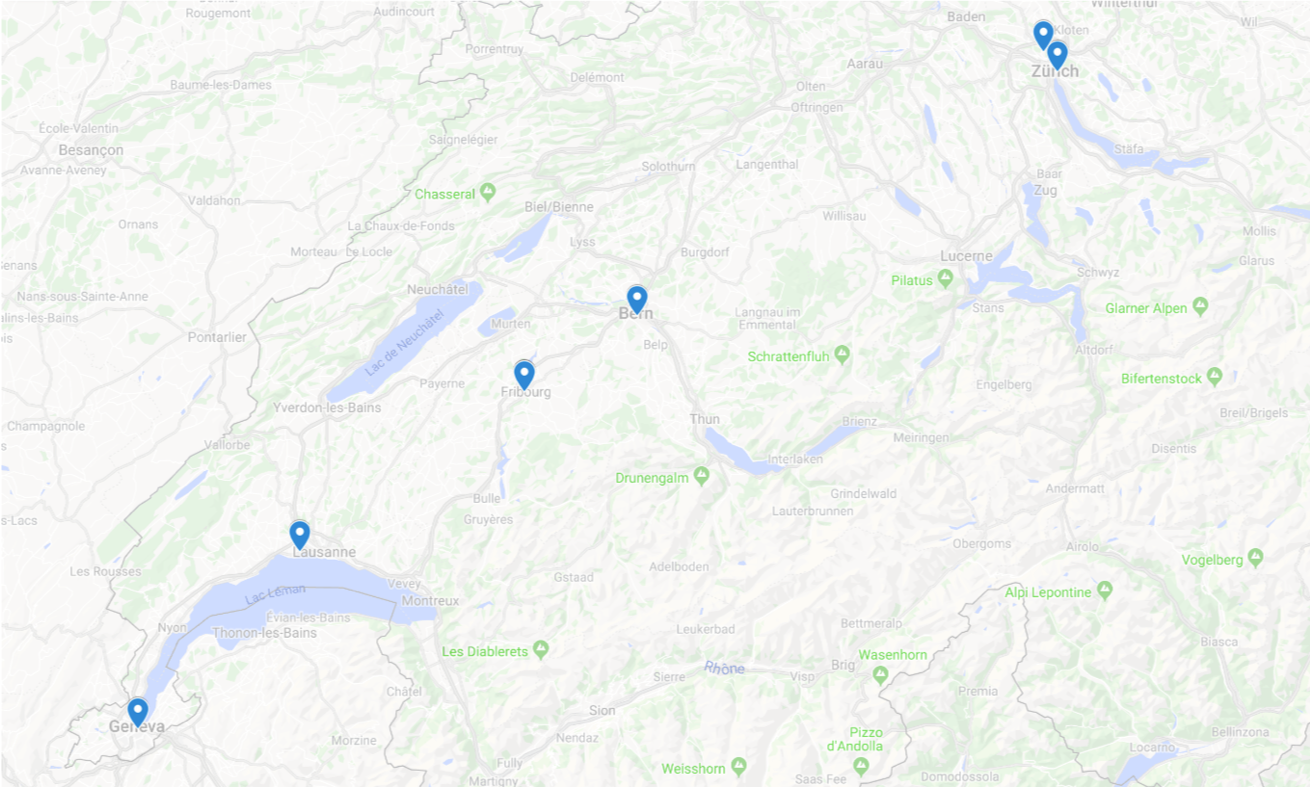 Rougemont
Audincourt
Baden
Winterthur
Wil
Kloten
Porrentruy
Aarau
Zürich
Baume-les-Dames
Delémont
Olten
Oftringen
École-Valentin
Besançon
Saignelégier
Stäfa
Avanne-Aveney
Solothurn
Langenthal
Baar
Zug
Chasseral
Valdahon
Biel/Bienne
Willisau
Ornans
La Chaux-de-Fonds
Mollis
Morteau
Le Locle
Lyss
Burgdorf
Lucerne
Glarus
Senans
Pilatus
Schwyz
Neuchâtel
Nans-sous-Sainte-Anne
Stans
Glarner Alpen
alins-les-Bains
Bern
Langnau im
Emmental
Murten
Pontarlier
Lac de Neuchâtel
Belp
Schrattenfluh
Altdorf
Bifertenstock
Payerne
Fribourg
Engelberg
Yverdon-les-Bains
Breil/Brigels
Champagnole
Thun
Brienz
Meiringen
Vallorbe
Disentis
Interlaken
Drunengalm
Andermatt
Bulle
Grindelwald
Gruyères
Lauterbrunnen
s-Lacs
Lausanne
Obergoms
Airolo
Vogelberg
Les Rousses
Gstaad
Adelboden
Vevey
Lac Léman
Montreux
Alpi Lepontine
Évian-les-Bains
Nyon
Thonon-les-Bains
Leukerbad
Bettmeralp
Biasca
Les Diablerets
Wasenhorn
Rhône
Brig
Sierre
Visp
Châtel
Premia
Geneva
Sion
Morzine
Nendaz
Pizzo
d'Andolla
Bellinzona
Locarno
Fully
Weisshorn
Martigny
Saas Fee
Domodossola